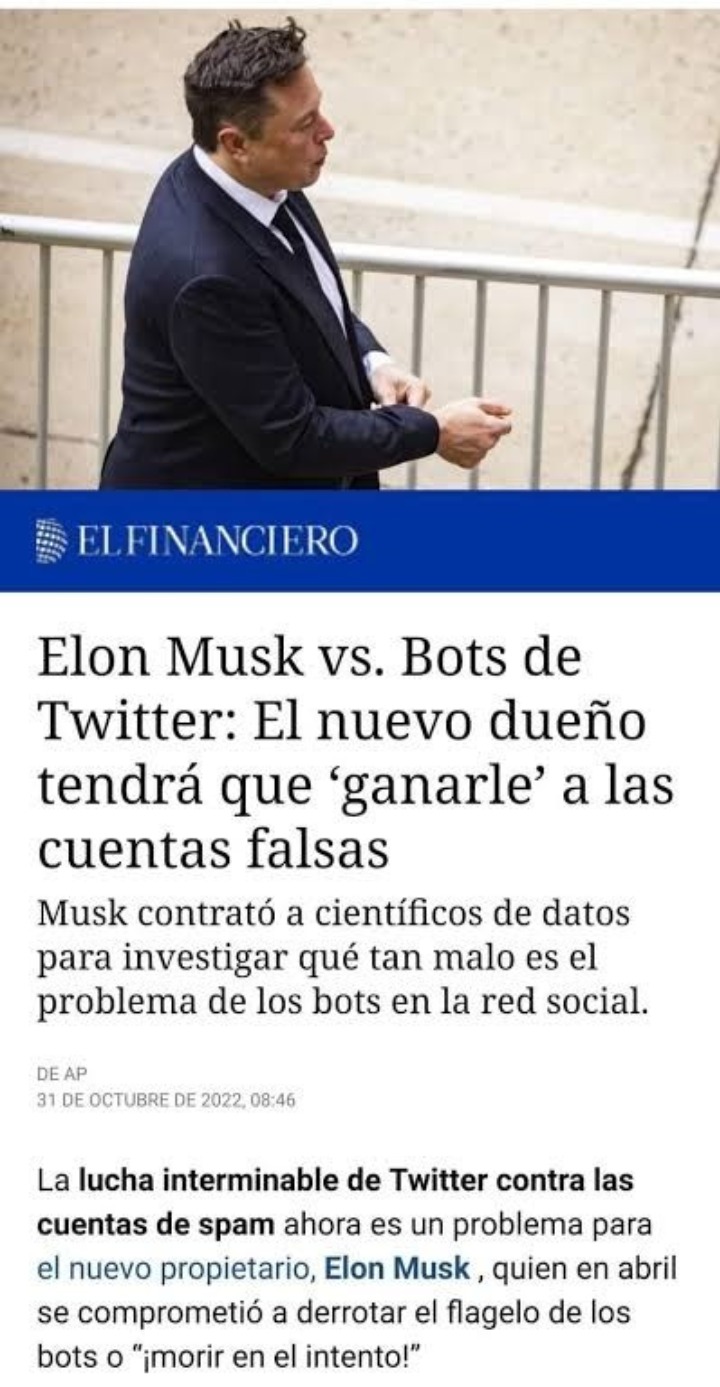 EL FINANCIERO
Elon Musk vs. Bots de
Twitter: El nuevo dueño
tendrá que ‘ganarle’ a las
cuentas falsas
Musk contrató a científicos de datos
para investigar qué tan malo es el
problema de los bots en la red social.
DE AP
31 DE OCTUBRE DE 2022, 08:46
La lucha interminable de Twitter contra las
cuentas de spam ahora es un problema para
el nuevo propietario, Elon Musk , quien en abril
se comprometió a derrotar el flagelo de los
bots o “¡morir en el intento!”